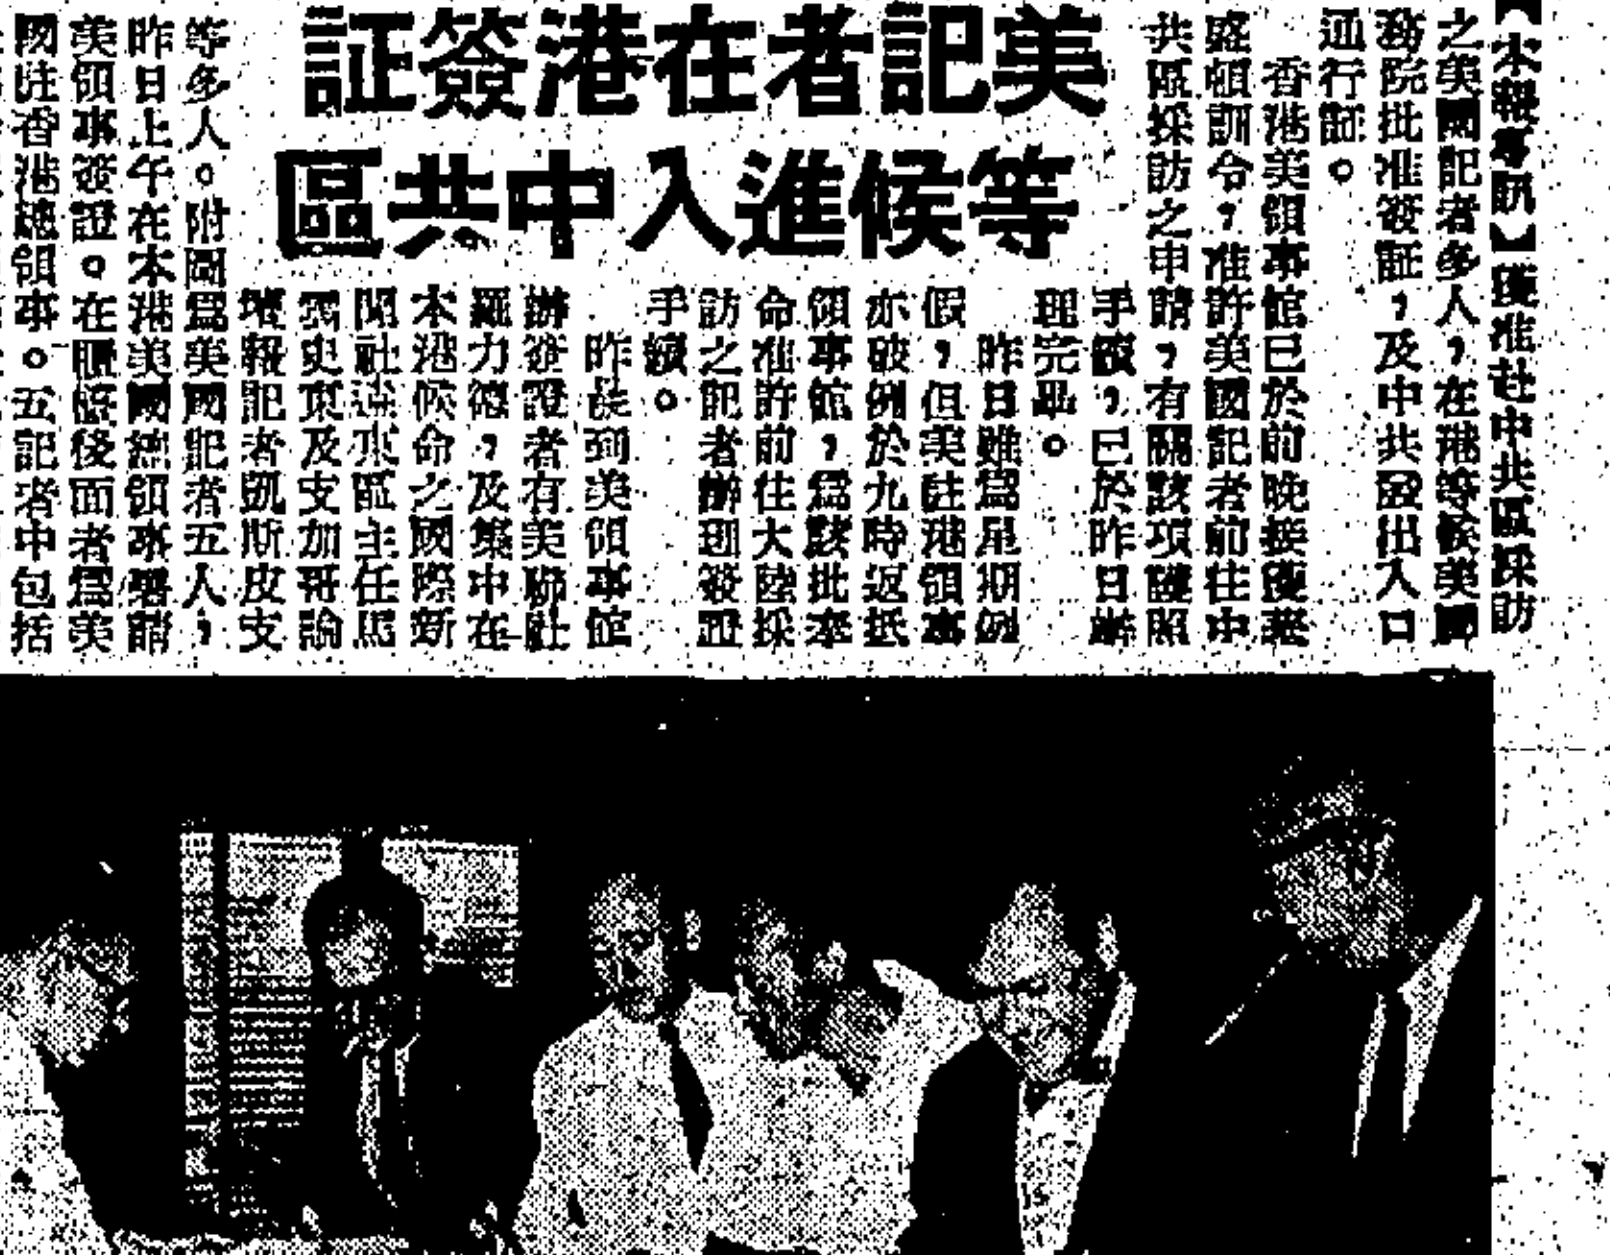 美記者在港簽証
等候進入中共區
【本報專訊】獲准赴中共區採訪
之美國記者多人，在港等候美國
務院批准簽証，及中共發出入口
通行証。
香港美領事館已於前晚接獲華
盛頓訓令，准許美國記者前往中
共區採訪之申請，有關該項護照
手續，已於昨日辦
理完畢。
昨日雖為星期例
假，但美駐港領事
亦破例於九時返抵
領事館，為該批奉
命准許前往大陸採
訪之記者辦理簽證
手續。
昨晨到美領事館
辦簽證者有美聯社
羅力德，及集中在
本港候命之國際新
聞社遠東區主任馬
雲史東及支加哥論
壇報記者凱斯皮支
等多人。附圖為美國記者五人，
昨日上午在本港美國總領事署請
美領事簽證。在櫃檯後面者為美
國駐香港總領事。五記者中包括